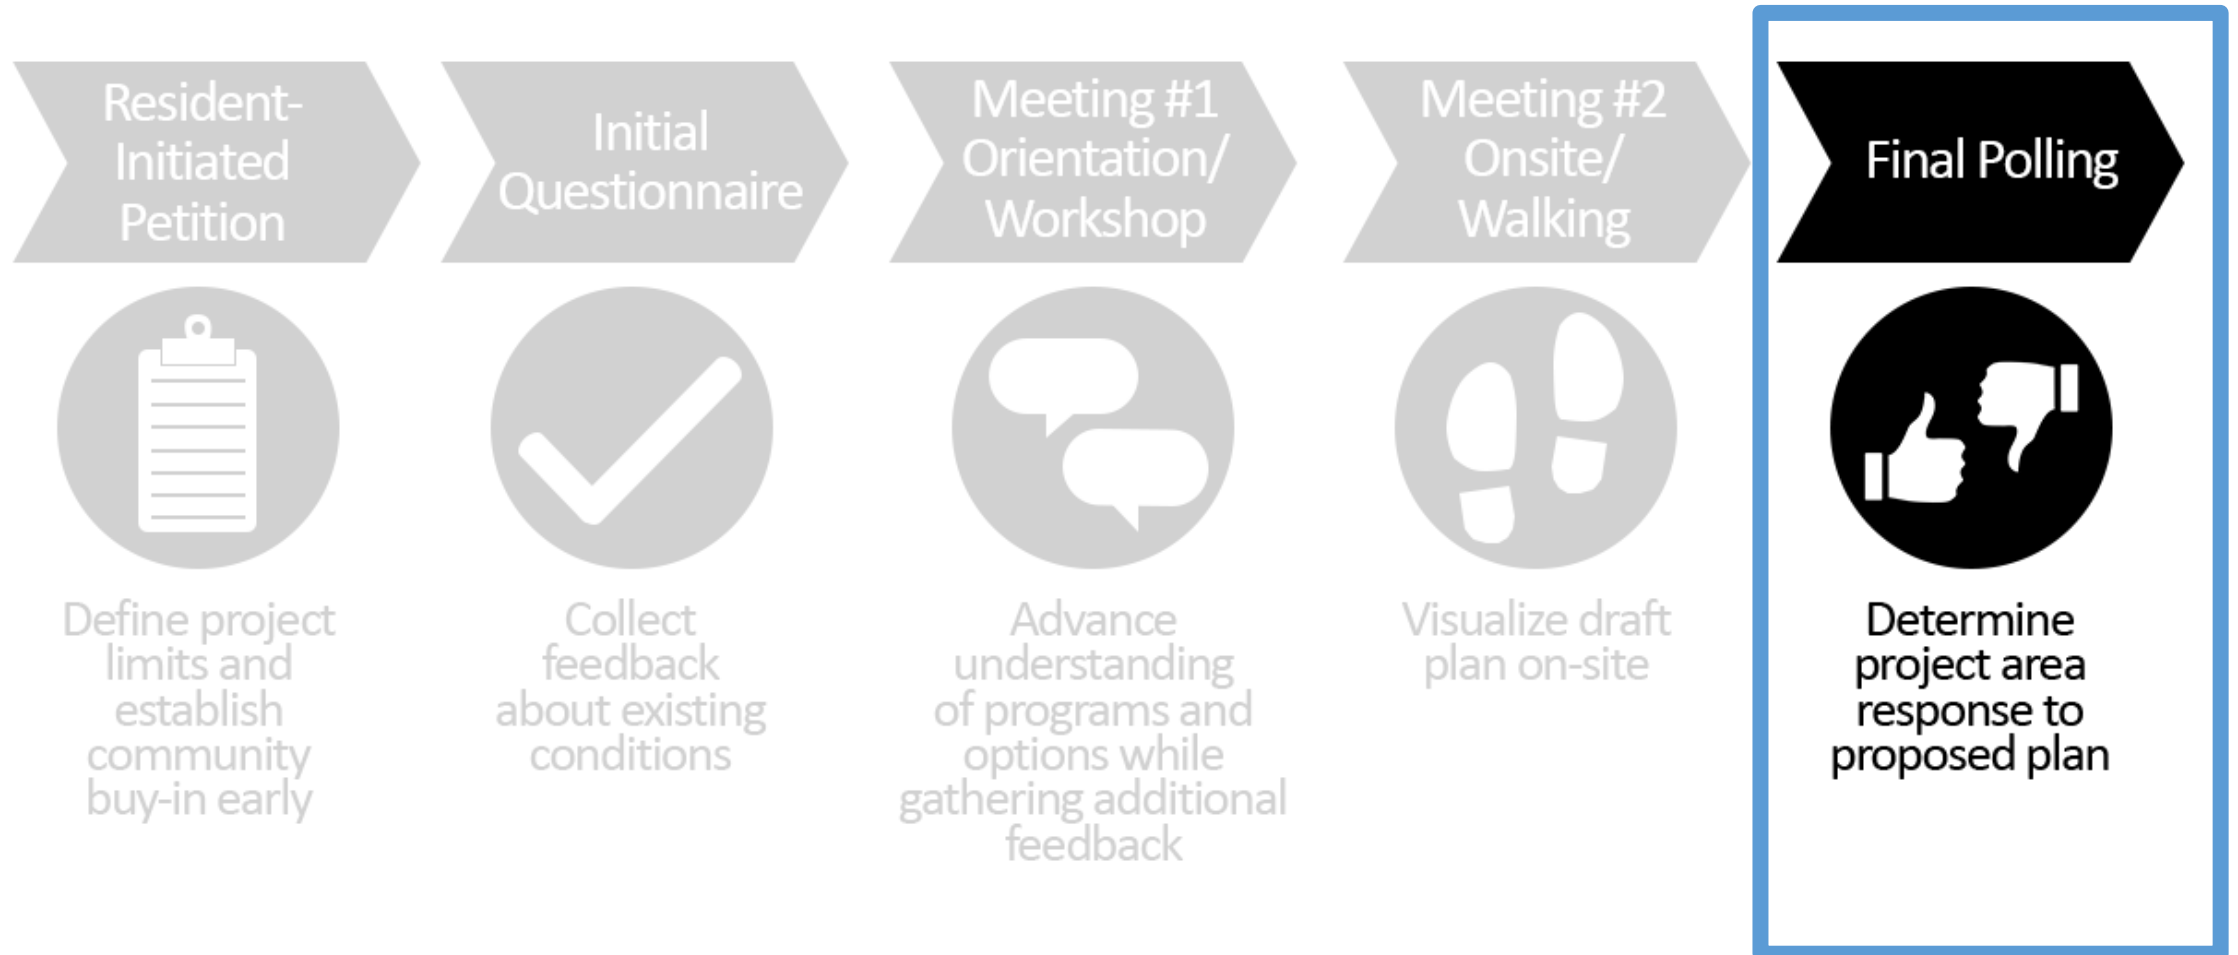 Resident-
Initiated
Petition
Initial
Questionnaire
Meeting #1
Orientation/
Workshop
Meeting #2
Onsite/
Walking
Final Polling
Define project
limits and
establish
community
buy-in early
Collect
feedback
about existing
conditions
Advance
understanding
of programs and
options while
gathering additional
feedback
Visualize draft
plan on-site
Determine
project area
response to
proposed plan